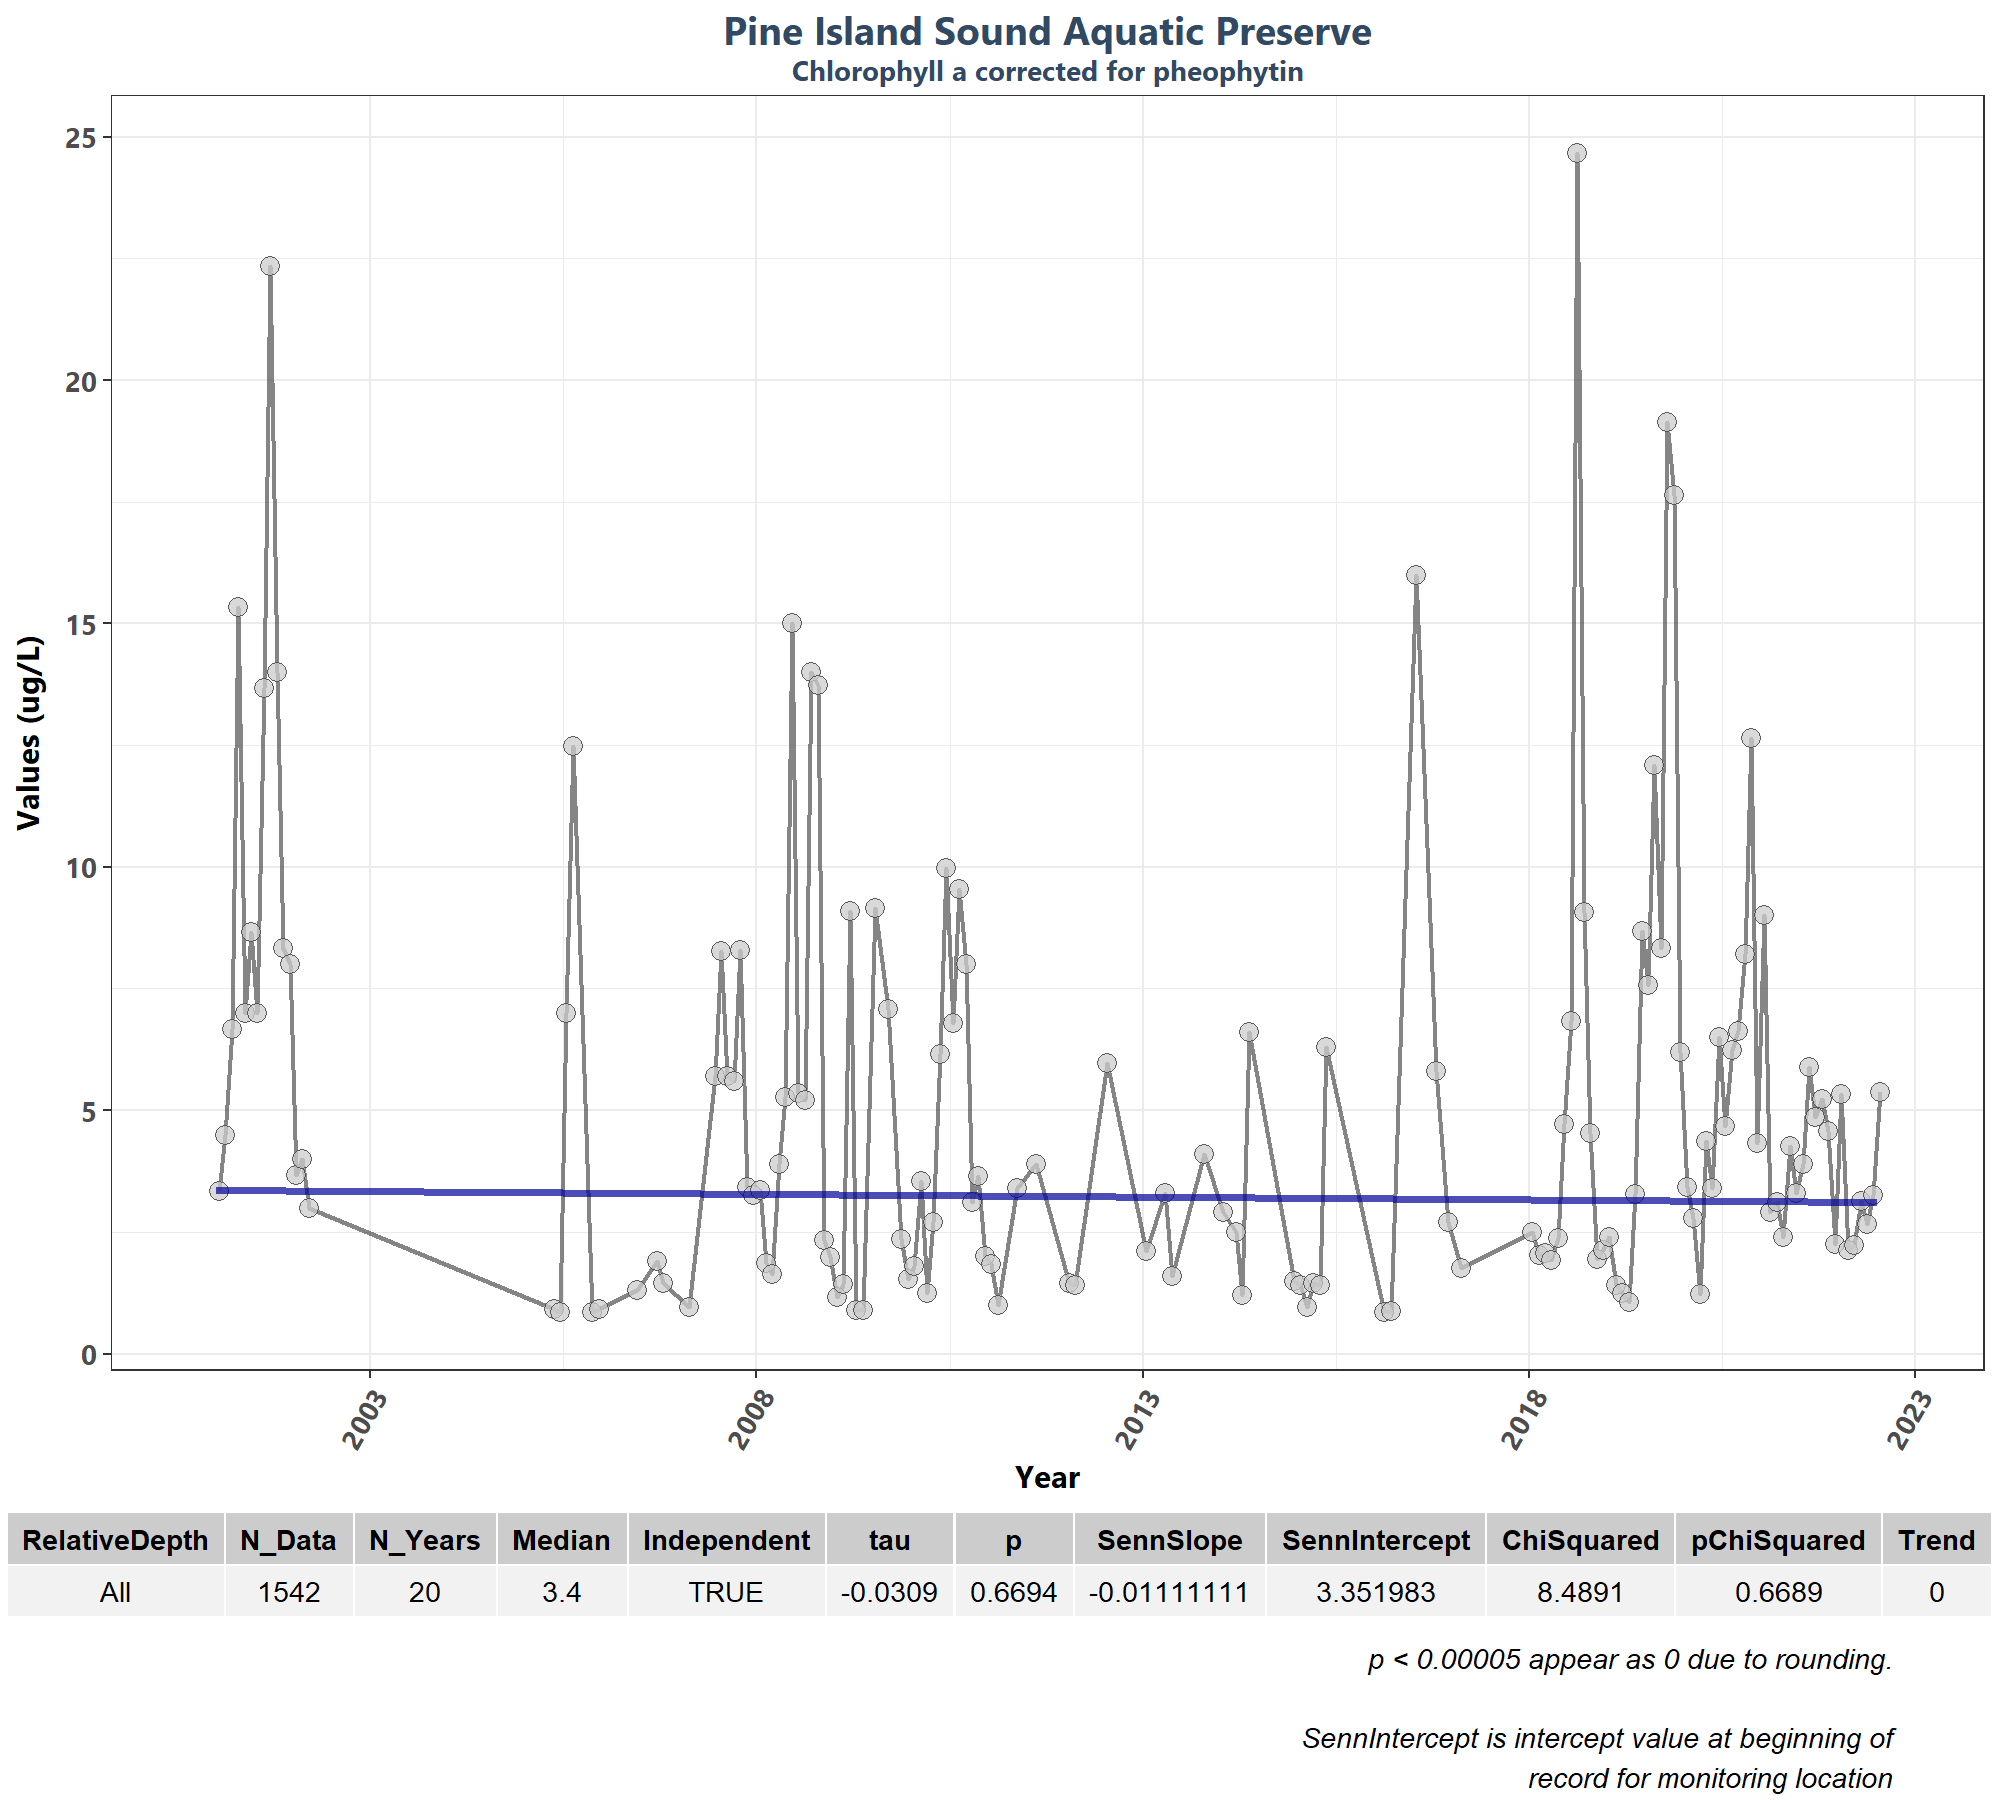 Pine Island Sound Aquatic Preserve
Chlorophyll a corrected for pheophytin
25
20
15
10
5
0
Values (ug/L)
2003 2008 2013 2018 2023
Year
RelativeDepth N_Data N_Years Median Independent tau p SennSlope SennIntercept ChiSquared pChiSquared Trend
All 1542 20 3.4 TRUE -0.0309 0.6694 -0.01111111 3.351983 8.4891 0.6689 0
p < 0.00005 appear as 0 due to rounding.
SennIntercept is intercept value at beginning of
record for monitoring location